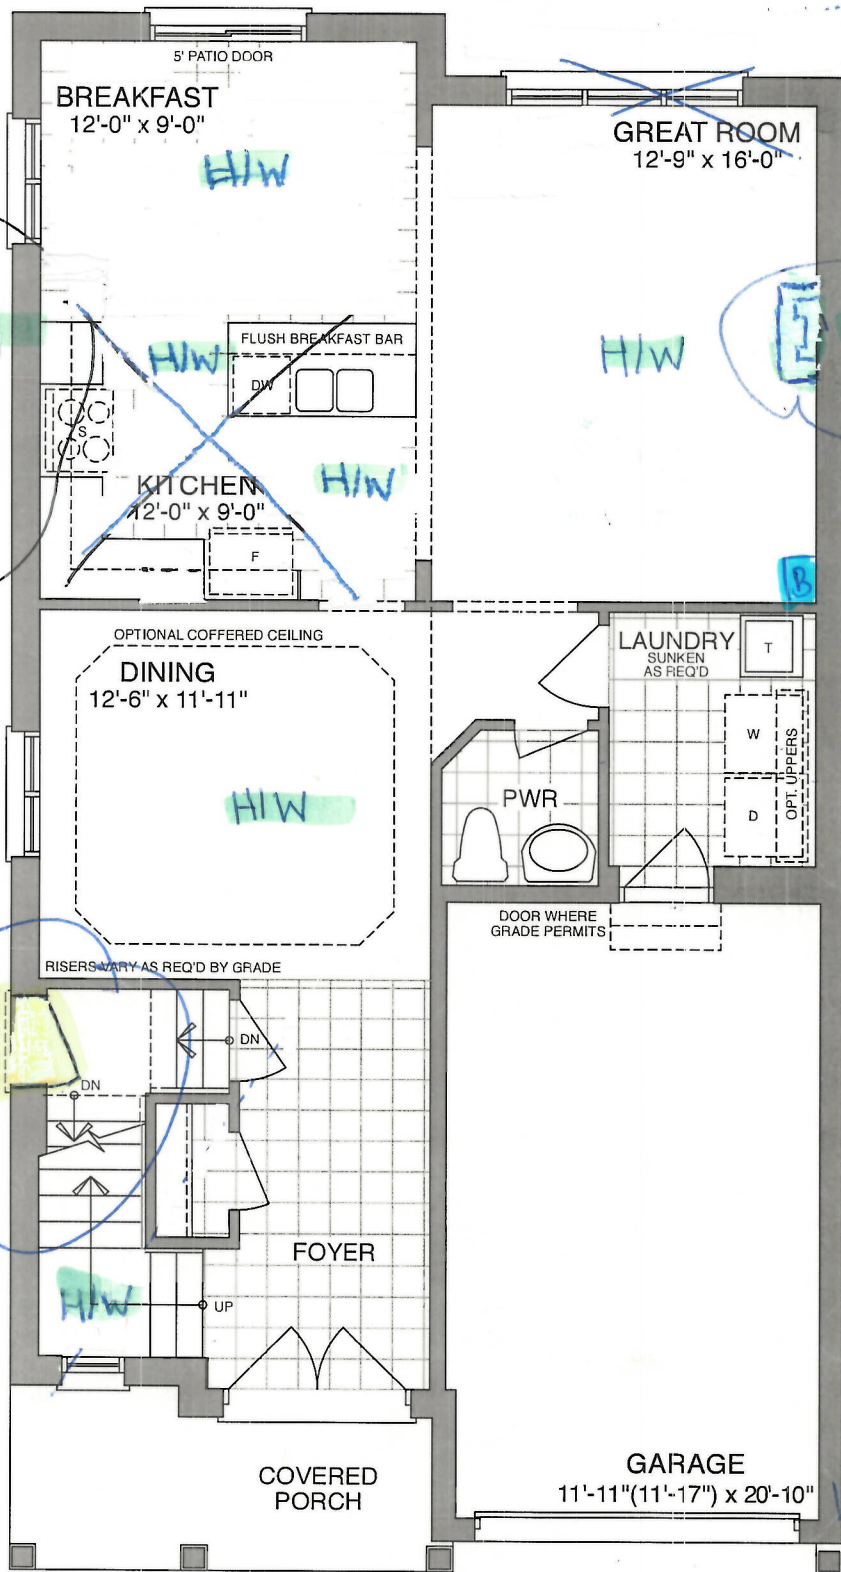 5' PATIO DOOR
BREAKFAST
12'-0" x 9'-0"
H/W
GREAT ROOM
12'-9" x 16'-0"
FLUSH BREAKFAST BAR
H/W
H/W
DW
S
KITCHEN
12'-0" x 9'-0"
H/W
F
B
OPTIONAL COFFERED CEILING
DINING
12'-6" x 11'-11"
LAUNDRY
SUNKEN
AS REQ'D
T
W
OPT. UPPERS
D
PWR
H/W
DOOR WHERE
GRADE PERMITS
RISERS VARY AS REQ'D BY GRADE
DN
DN
FOYER
H/W
UP
COVERED
PORCH
GARAGE
11'-11"(11'-17") x 20'-10"